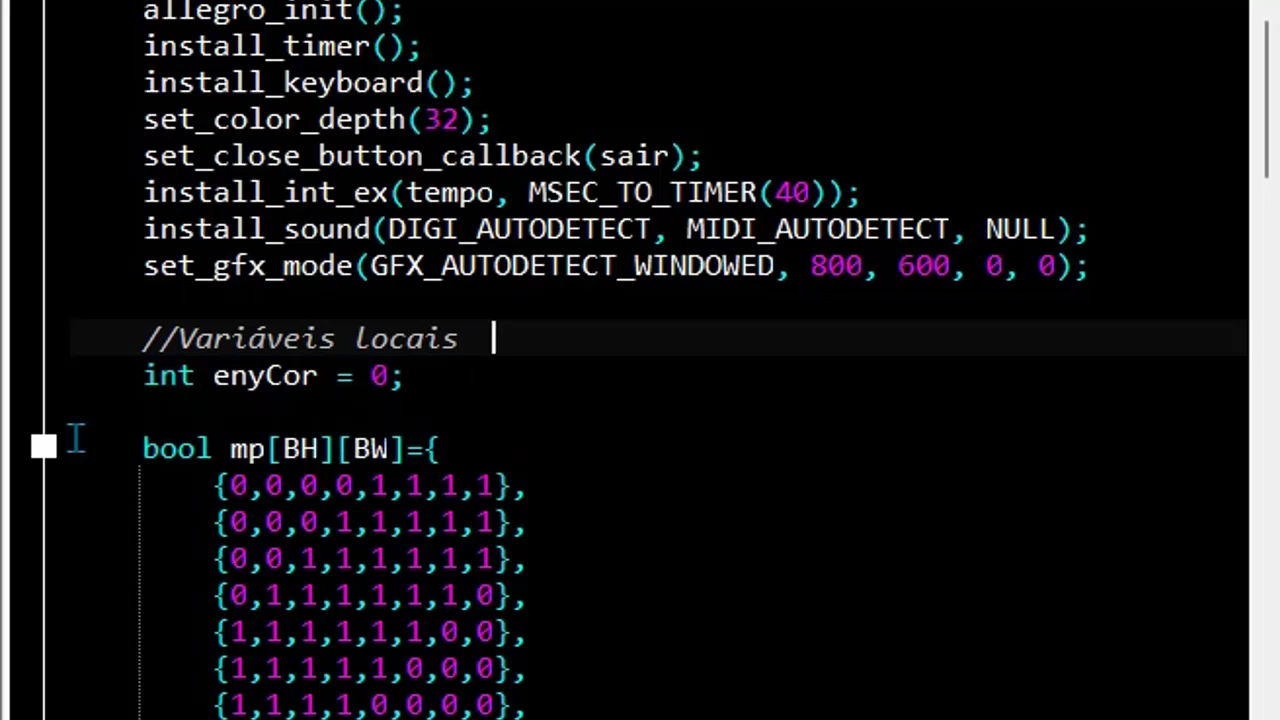 allegro_init();
install_timer();
install_keyboard();
set_color_depth(32);
set_close_button_callback(sair);
install_int_ex(tempo, MSEC_TO_TIMER(40));
install_sound(DIGI_AUTODETECT, MIDI_AUTODETECT, NULL);
set_gfx_mode(GFX_AUTODETECT_WINDOWED, 800, 600, 0, 0);
//Variáveis locais
int enyCor = 0;
bool mp[BH][BW]={
{0,0,0,0,1,1,1,1},
{0,0,0,1,1,1,1,1},
{0,0,1,1,1,1,1,1},
{0,1,1,1,1,1,1,0},
{1,1,1,1,1,1,0,0},
{1,1,1,1,1,0,0,0},
{1,1,1,1,0,0,0,0},